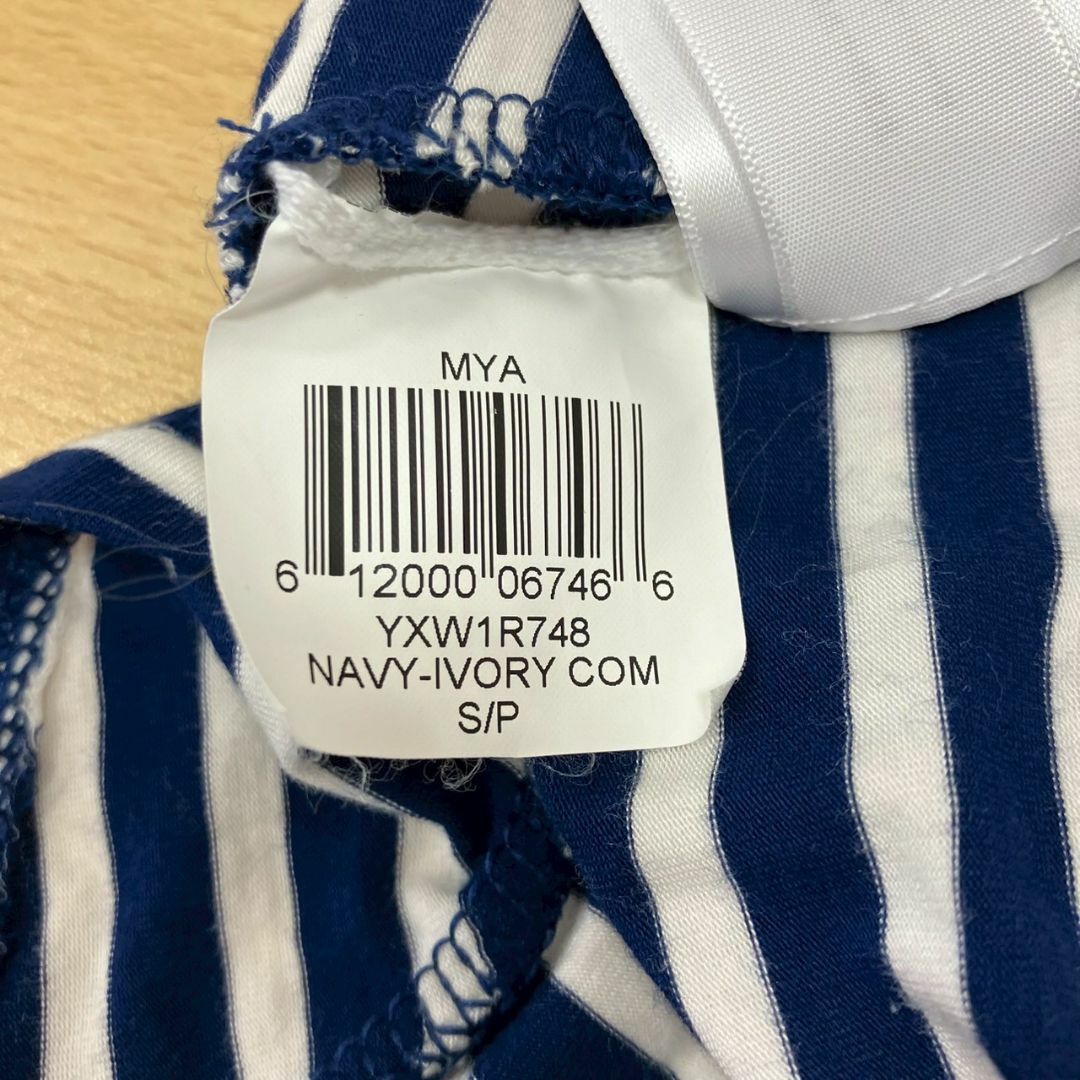 MYA
6 12000 06746 6
YXW1R748
NAVY-IVORY COM
S/P